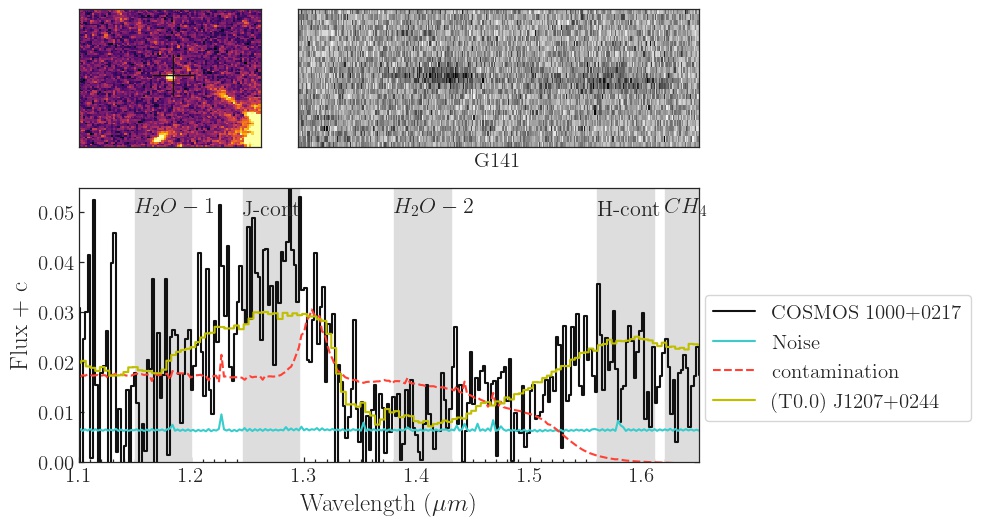 G141
H₂O − 1 J-cont H₂O − 2 H-cont CH₄
0.05
0.04
0.03
0.02
0.01
0.00
Flux + c
1.1 1.2 1.3 1.4 1.5 1.6
Wavelength (μm)
COSMOS 1000+0217
Noise
contamination
(T0.0) J1207+0244